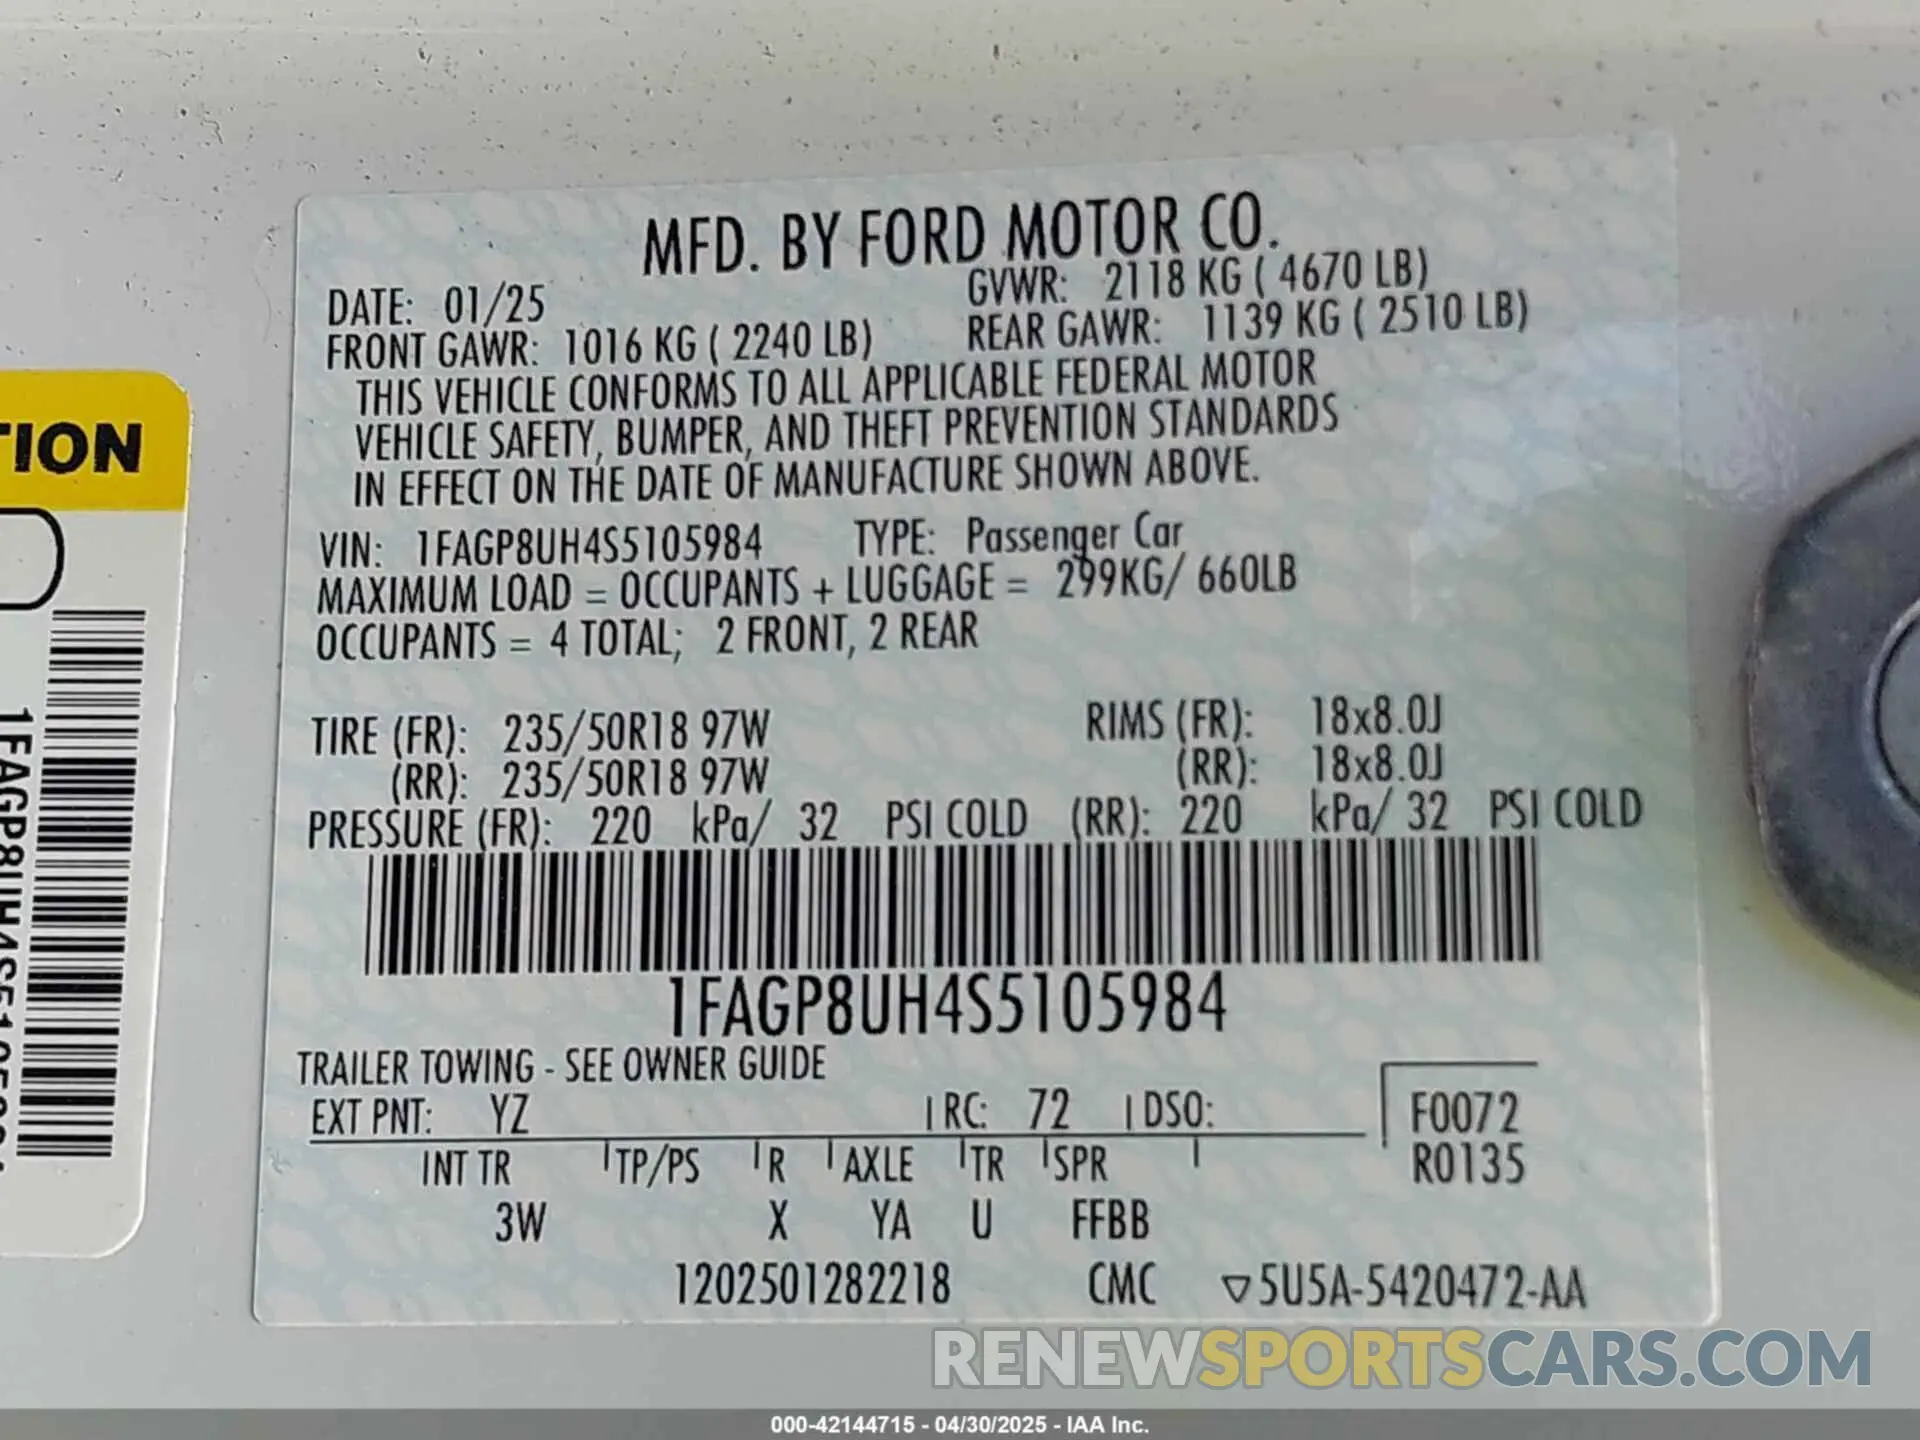 MFD. BY FORD MOTOR CO.
DATE: 01/25 GVWR: 2118 KG ( 4670 LB)
FRONT GAWR: 1016 KG ( 2240 LB) REAR GAWR: 1139 KG ( 2510 LB)
THIS VEHICLE CONFORMS TO ALL APPLICABLE FEDERAL MOTOR
VEHICLE SAFETY, BUMPER, AND THEFT PREVENTION STANDARDS
IN EFFECT ON THE DATE OF MANUFACTURE SHOWN ABOVE.
VIN: 1FAGP8UH4S5105984 TYPE: Passenger Car
MAXIMUM LOAD = OCCUPANTS + LUGGAGE = 299KG/ 660LB
OCCUPANTS = 4 TOTAL; 2 FRONT, 2 REAR
TIRE (FR): 235/50R18 97W RIMS (FR): 18x8.0J
(RR): 235/50R18 97W (RR): 18x8.0J
PRESSURE (FR): 220 kPa/ 32 PSI COLD (RR): 220 kPa/ 32 PSI COLD
1FAGP8UH4S5105984
TRAILER TOWING - SEE OWNER GUIDE
EXT PNT: YZ RC: 72 DSO: F0072
INT TR TP/PS R AXLE TR SPR R0135
3W X YA U FFBB
1202501282218 CMC ▽5U5A-5420472-AA
TION
1FAGP8UH4S51059
RENEWSPORTSCARS.COM
000-42144715 - 04/30/2025 - IAA Inc.